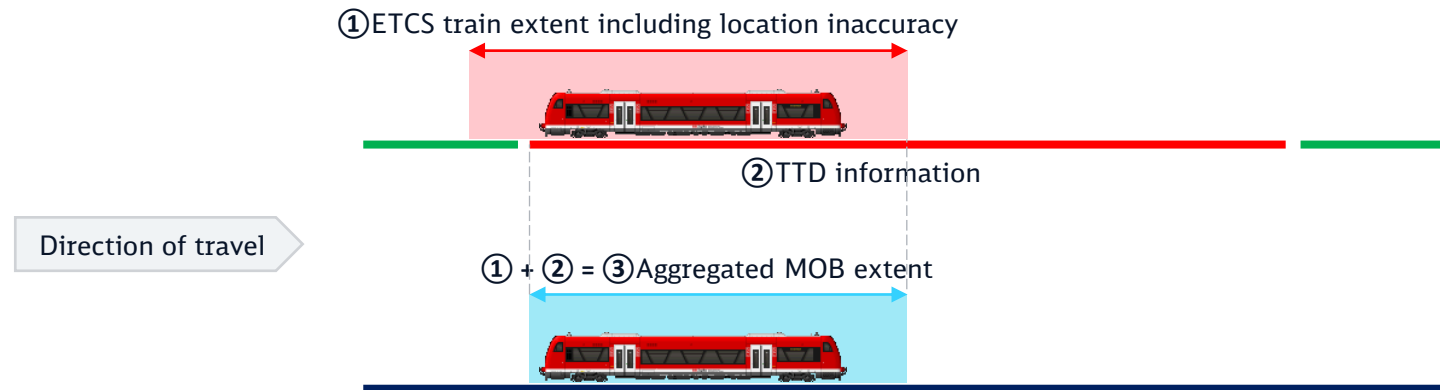 ①ETCS train extent including location inaccuracy
②TTD information
Direction of travel
① + ② = ③Aggregated MOB extent